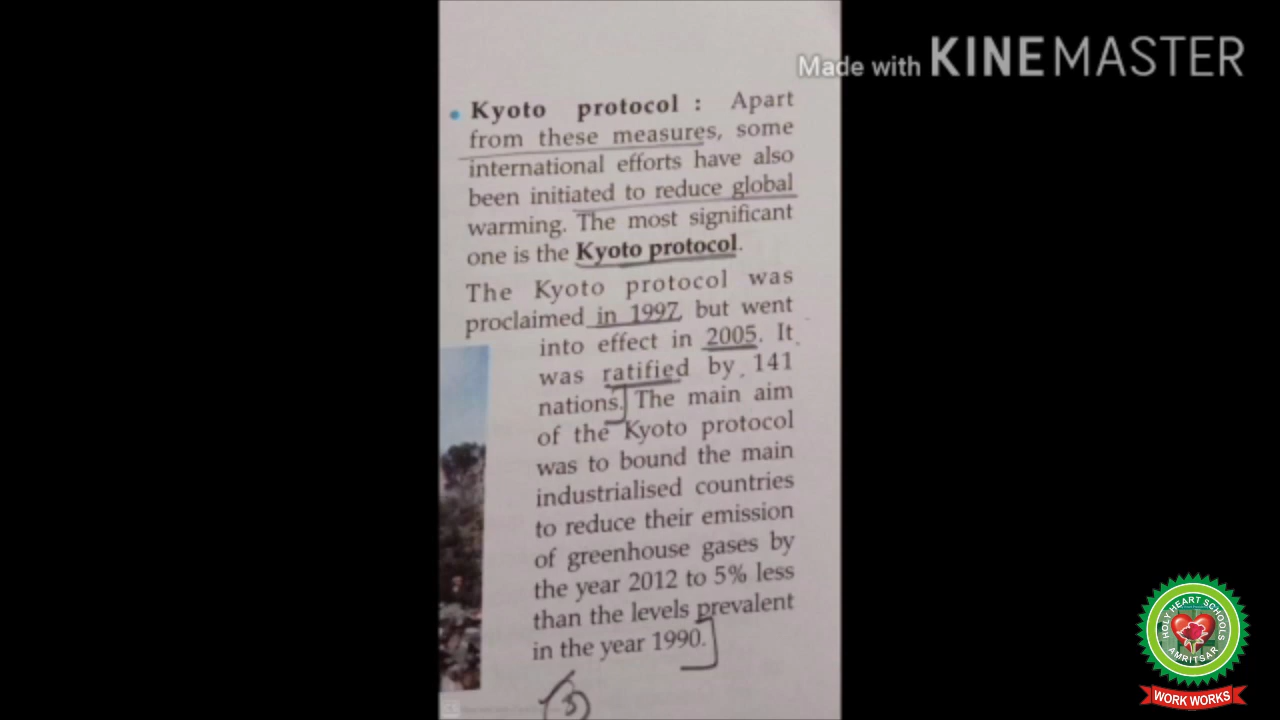 Made with KINEMASTER
• Kyoto protocol : Apart
from these measures, some
international efforts have also
been initiated to reduce global
warming. The most significant
one is the Kyoto protocol.
The Kyoto protocol was
proclaimed in 1997, but went
into effect in 2005. It
was ratified by 141
nations. The main aim
of the Kyoto protocol
was to bound the main
industrialised countries
to reduce their emission
of greenhouse gases by
the year 2012 to 5% less
than the levels prevalent
in the year 1990.
HOLY HEART SCHOOLS
AMRITSAR
WORK WORKS